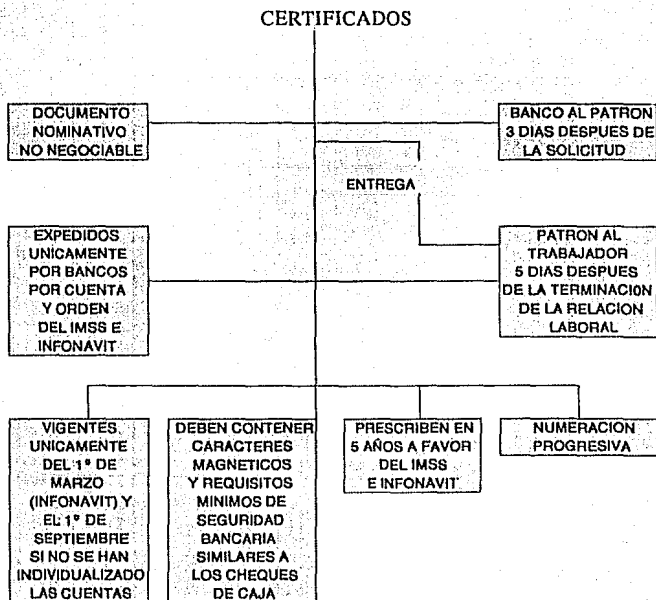 CERTIFICADOS
DOCUMENTO
NOMINATIVO
NO NEGOCIABLE
BANCO AL PATRON
3 DIAS DESPUES DE
LA SOLICITUD
ENTREGA
EXPEDIDOS
UNICAMENTE
POR BANCOS
POR CUENTA
Y ORDEN
DEL IMSS E
INFONAVIT
PATRON AL
TRABAJADOR
5 DIAS DESPUES
DE LA TERMINACION
DE LA RELACION
LABORAL
VIGENTES
UNICAMENTE
DEL 1º DE
MARZO
(INFONAVIT) Y
EL 1º DE
SEPTIEMBRE
SI NO SE HAN
INDIVIDUALIZADO
LAS CUENTAS
DEBEN CONTENER
CARACTERES
MAGNETICOS
Y REQUISITOS
MINIMOS DE
SEGURIDAD
BANCARIA
SIMILARES A
LOS CHEQUES
DE CAJA
PRESCRIBEN EN
5 AÑOS A FAVOR
DEL IMSS
E INFONAVIT
NUMERACION
PROGRESIVA